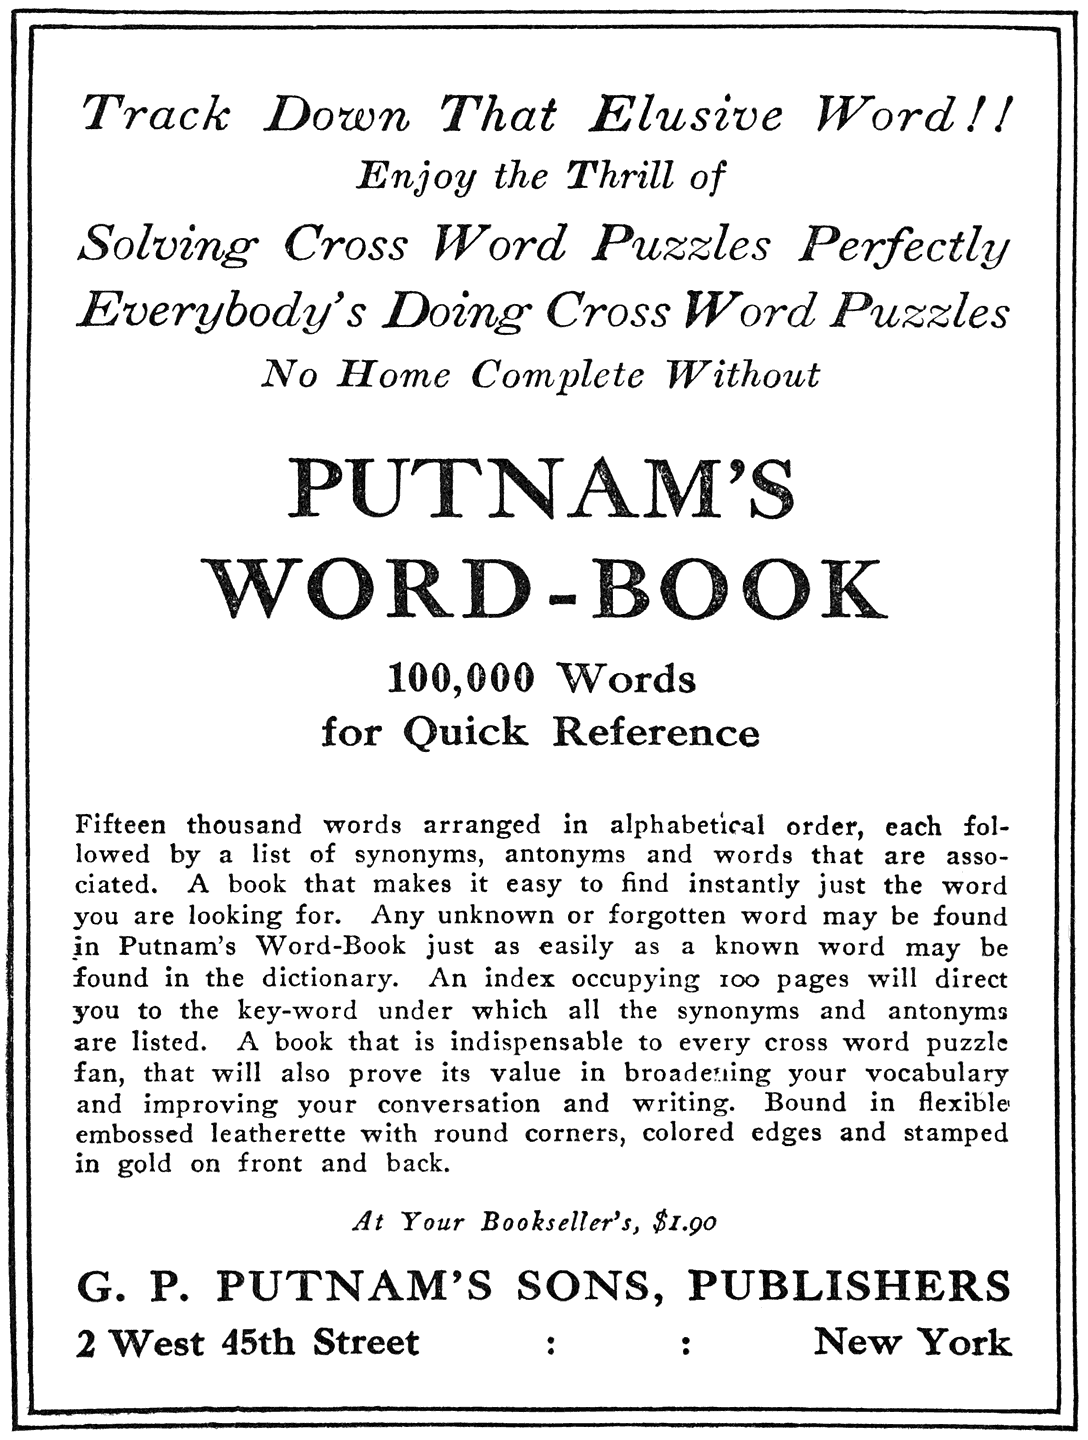 Track Down That Elusive Word!!
Enjoy the Thrill of
Solving Cross Word Puzzles Perfectly
Everybody's Doing Cross Word Puzzles
No Home Complete Without
PUTNAM'S
WORD-BOOK
100,000 Words
for Quick Reference
Fifteen thousand words arranged in alphabetical order, each fol-
lowed by a list of synonyms, antonyms and words that are asso-
ciated. A book that makes it easy to find instantly just the word
you are looking for. Any unknown or forgotten word may be found
in Putnam's Word-Book just as easily as a known word may be
found in the dictionary. An index occupying 100 pages will direct
you to the key-word under which all the synonyms and antonyms
are listed. A book that is indispensable to every cross word puzzle
fan, that will also prove its value in broadening your vocabulary
and improving your conversation and writing. Bound in flexible
embossed leatherette with round corners, colored edges and stamped
in gold on front and back.
At Your Bookseller's, $1.90
G. P. PUTNAM'S SONS, PUBLISHERS
2 West 45th Street : : New York